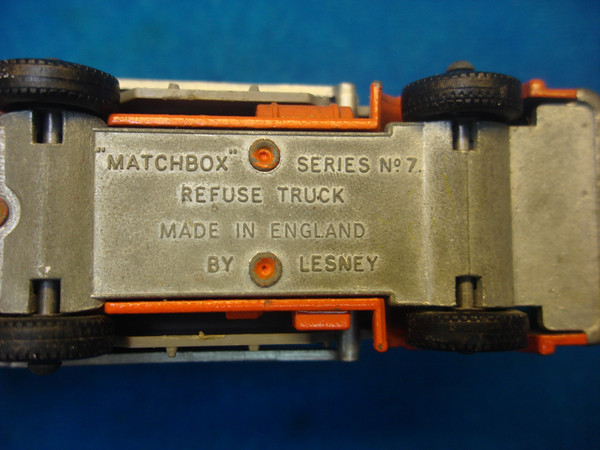 "MATCHBOX" SERIES Nº 7.
REFUSE TRUCK
MADE IN ENGLAND
BY LESNEY